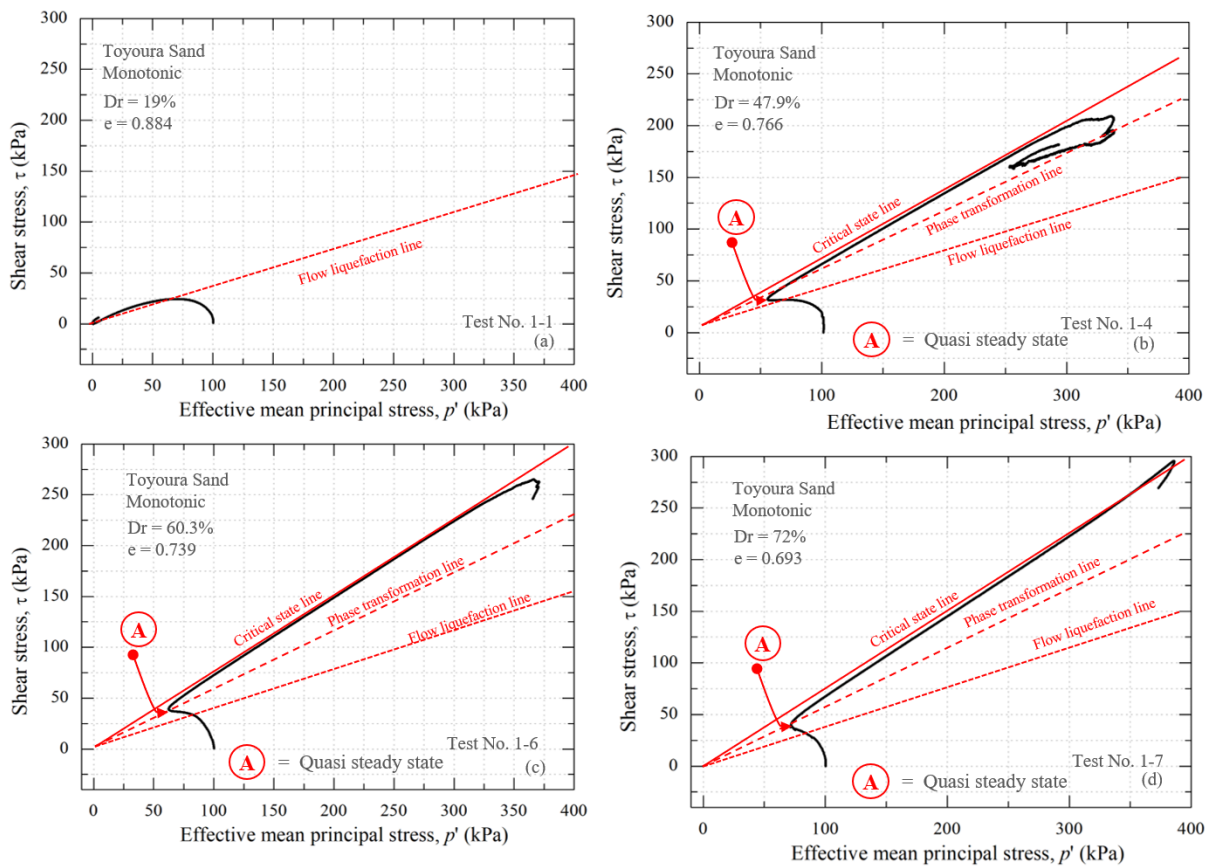 300
250
200
150
100
50
0
Shear stress, τ (kPa)
Toyoura Sand
Monotonic
Dr = 19%
e = 0.884
Flow liquefaction line
Test No. 1-1
(a)
0 50 100 150 200 250 300 350 400
Effective mean principal stress, p' (kPa)
300
250
200
150
100
50
0
Shear stress, τ (kPa)
Toyoura Sand
Monotonic
Dr = 47.9%
e = 0.766
A
Critical state line
Phase transformation line
Flow liquefaction line
Test No. 1-4
A = Quasi steady state
(b)
0 100 200 300 400
Effective mean principal stress, p' (kPa)
300
250
200
150
100
50
0
Shear stress, τ (kPa)
Toyoura Sand
Monotonic
Dr = 60.3%
e = 0.739
A
Critical state line
Phase transformation line
Flow liquefaction line
Test No. 1-6
A = Quasi steady state
(c)
0 50 100 150 200 250 300 350 400
Effective mean principal stress, p' (kPa)
300
250
200
150
100
50
0
Shear stress, τ (kPa)
Toyoura Sand
Monotonic
Dr = 72%
e = 0.693
A
Critical state line
Phase transformation line
Flow liquefaction line
Test No. 1-7
A = Quasi steady state
(d)
0 100 200 300 400
Effective mean principal stress, p' (kPa)